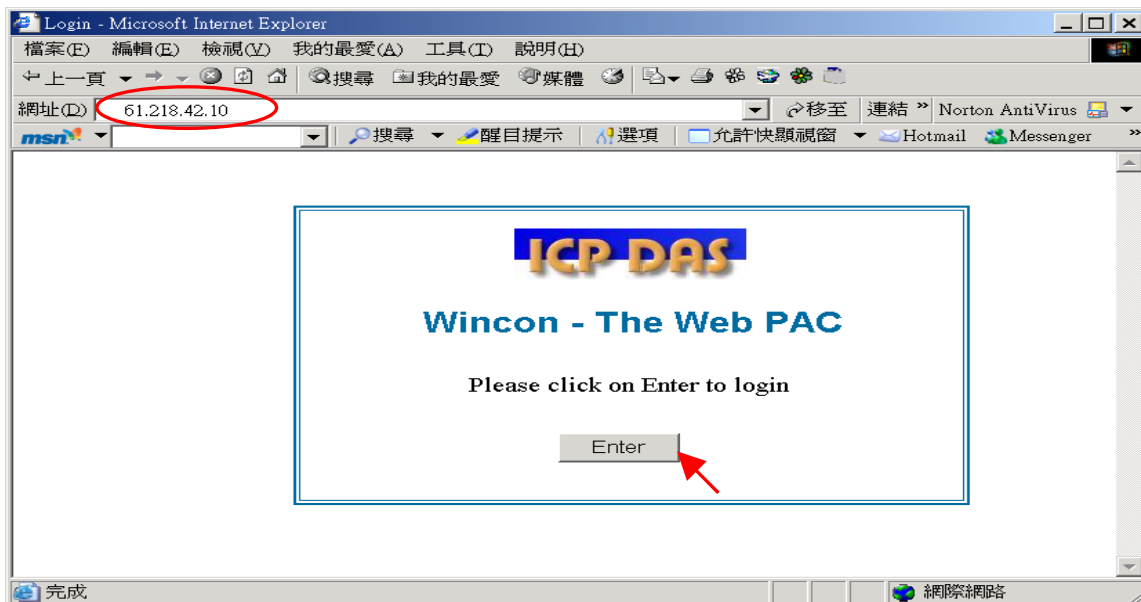 Login - Microsoft Internet Explorer
檔案(F) 編輯(E) 檢視(V) 我的最愛(A) 工具(T) 說明(H)
上一頁 搜尋 我的最愛 媒體
網址(D) 61.218.42.10 移至 連結 » Norton AntiVirus
msn 搜尋 醒目提示 選項 允許快顯視窗 Hotmail Messenger »
ICP DAS
Wincon - The Web PAC
Please click on Enter to login
Enter
完成 網際網路